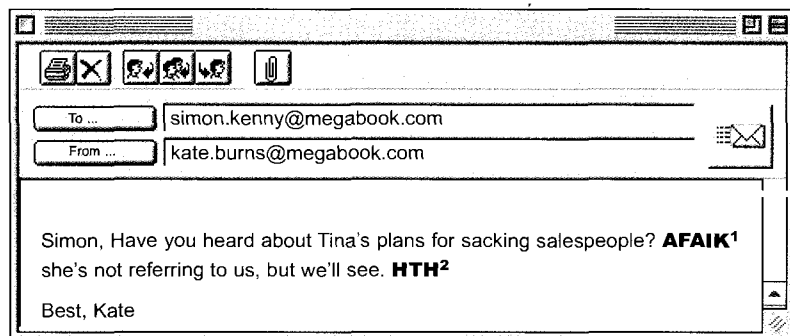 To ... simon.kenny@megabook.com
From ... kate.burns@megabook.com
Simon, Have you heard about Tina's plans for sacking salespeople? AFAIK1
she's not referring to us, but we'll see. HTH2
Best, Kate